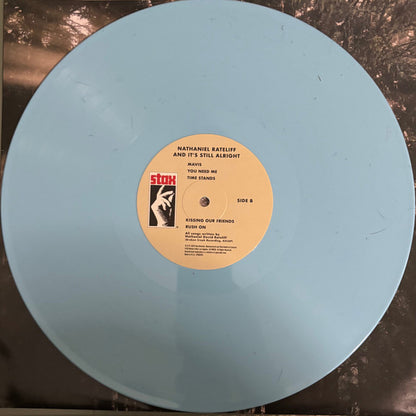 NATHANIEL RATELIFF
AND IT'S STILL ALRIGHT
MAVIS
YOU NEED ME
TIME STANDS
stax
SIDE B
KISSING OUR FRIENDS
RUSH ON
All songs written by
Nathaniel David Rateliff